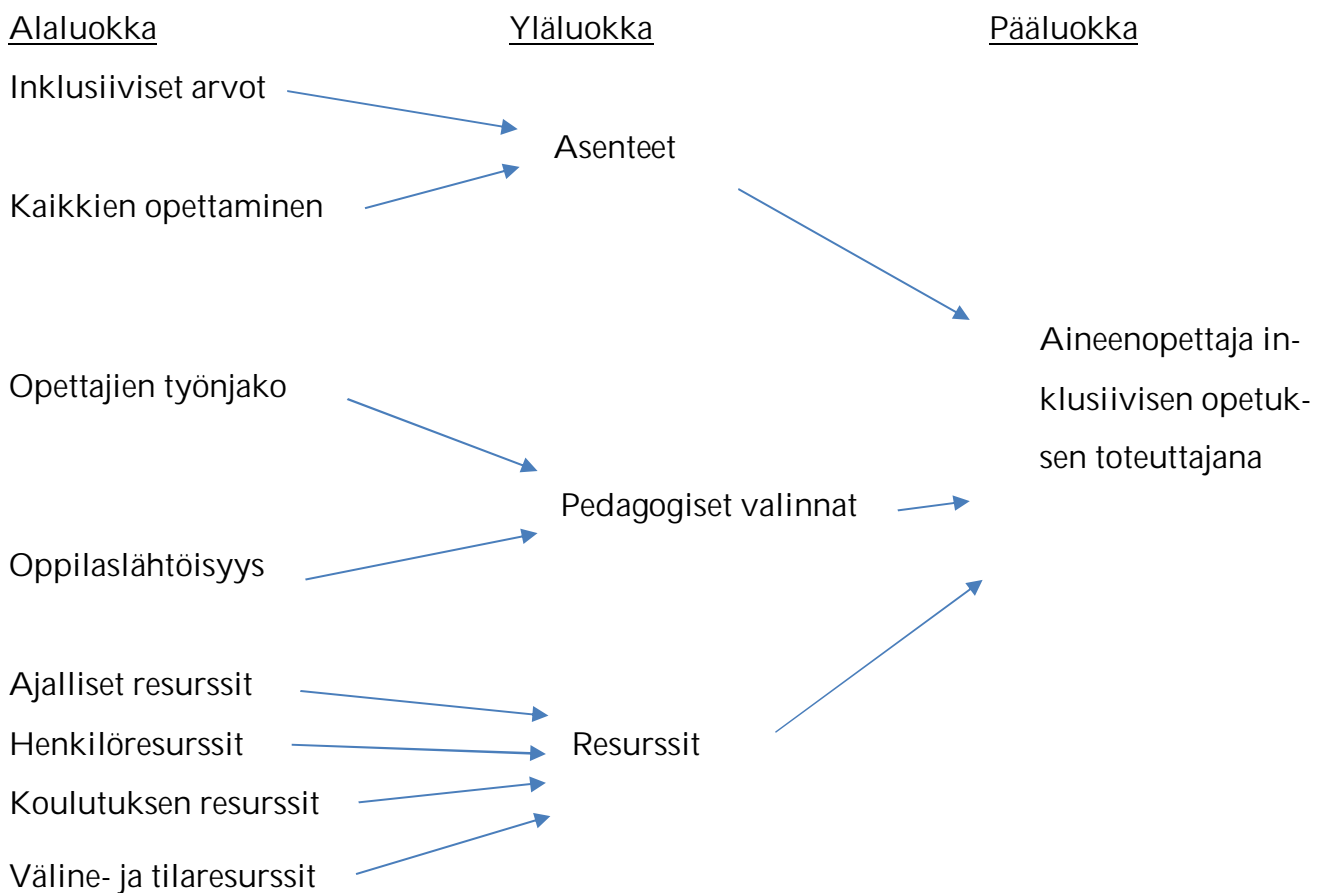 Alaluokka Yläluokka Pääluokka
Inklusiiviset arvot
Asenteet
Kaikkien opettaminen
Aineenopettaja in-
Opettajien työnjako
klusiivisen opetuk-
sen toteuttajana
Pedagogiset valinnat
Oppilaslähtöisyys
Ajalliset resurssit
Henkilöresurssit Resurssit
Koulutuksen resurssit
Väline- ja tilaresurssit